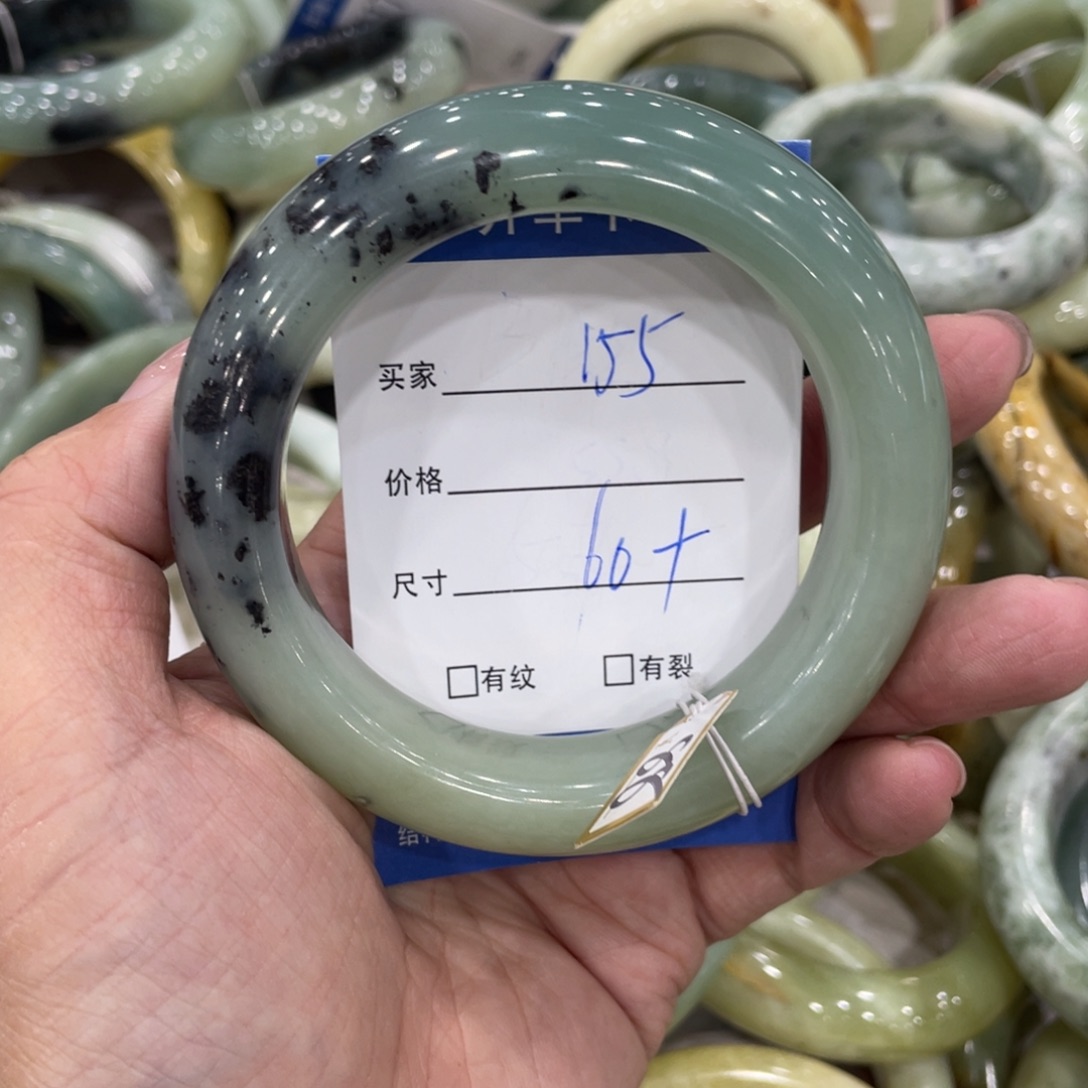 买家 155
价格
尺寸 60+
□有纹 □有裂